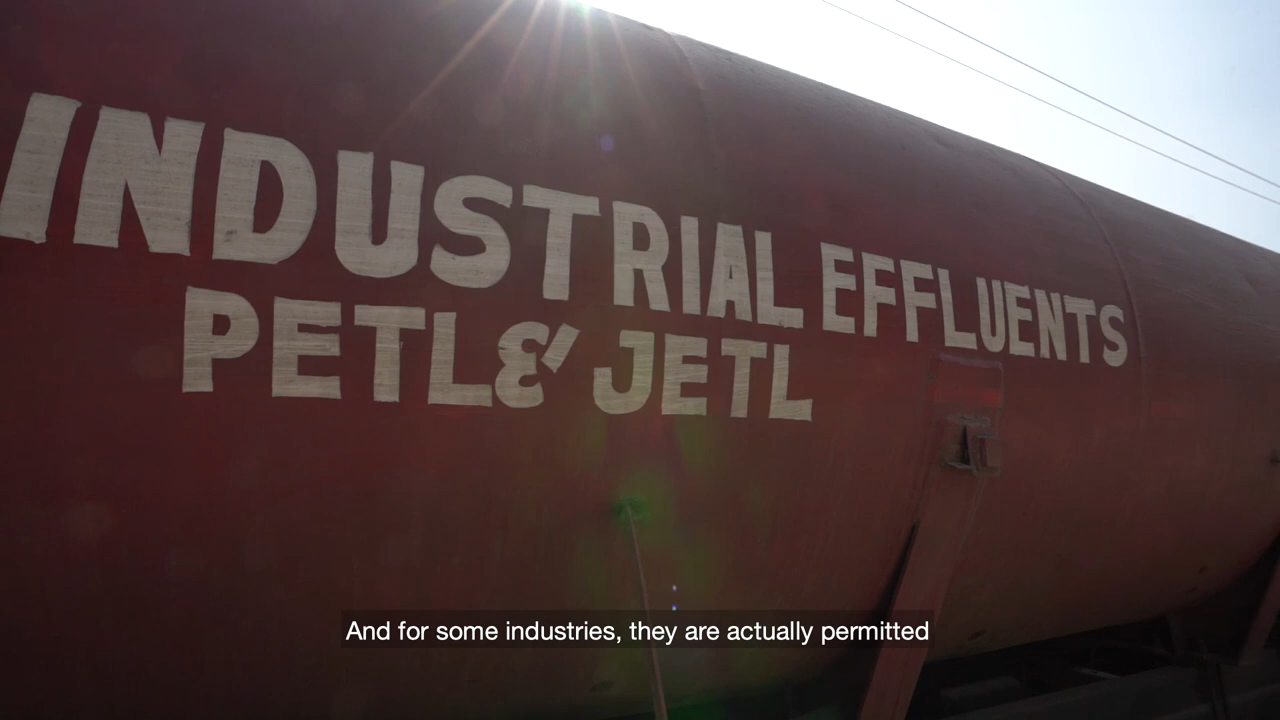 INDUSTRIAL EFFLUENTS
PETL & JETL
And for some industries, they are actually permitted